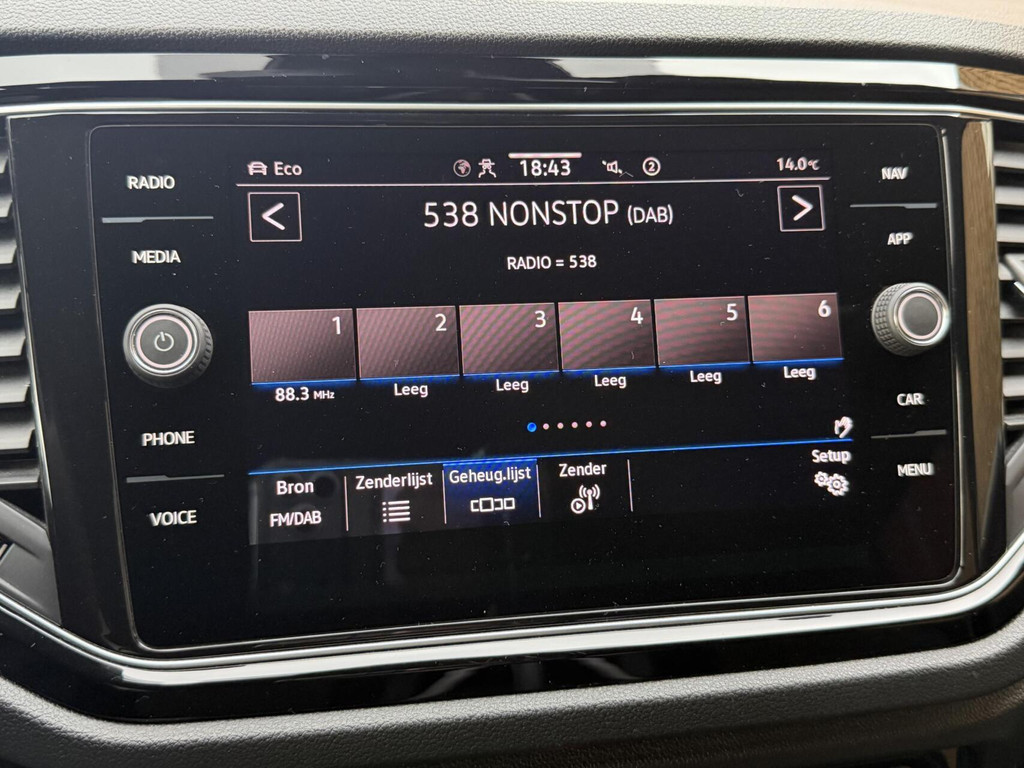 RADIO
MEDIA
PHONE
VOICE
Eco
18:43
2
14.0°C
<
538 NONSTOP (DAB)
>
RADIO = 538
1
2
3
4
5
6
88.3 MHz
Leeg
Leeg
Leeg
Leeg
Leeg
Bron
FM/DAB
Zenderlijst
Geheug.lijst
Zender
Setup
NAV
APP
CAR
MENU